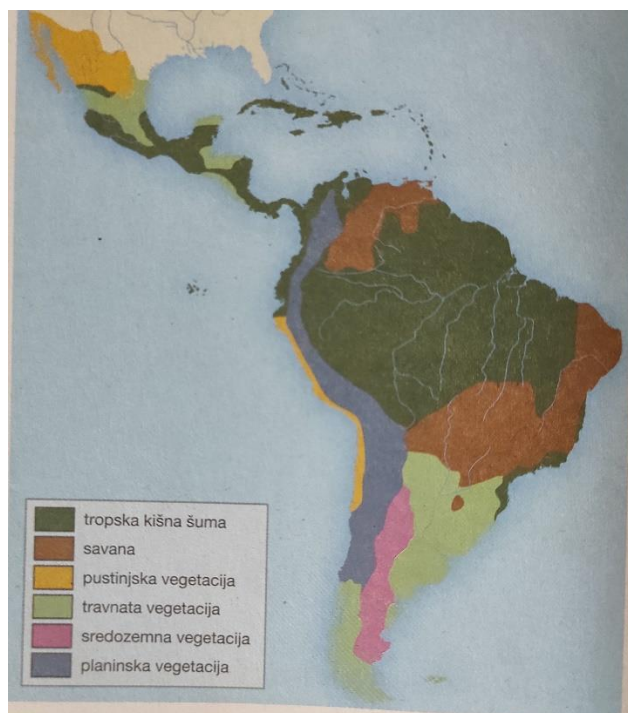 tropska kišna šuma
savana
pustinjska vegetacija
travnata vegetacija
sredozemna vegetacija
planinska vegetacija